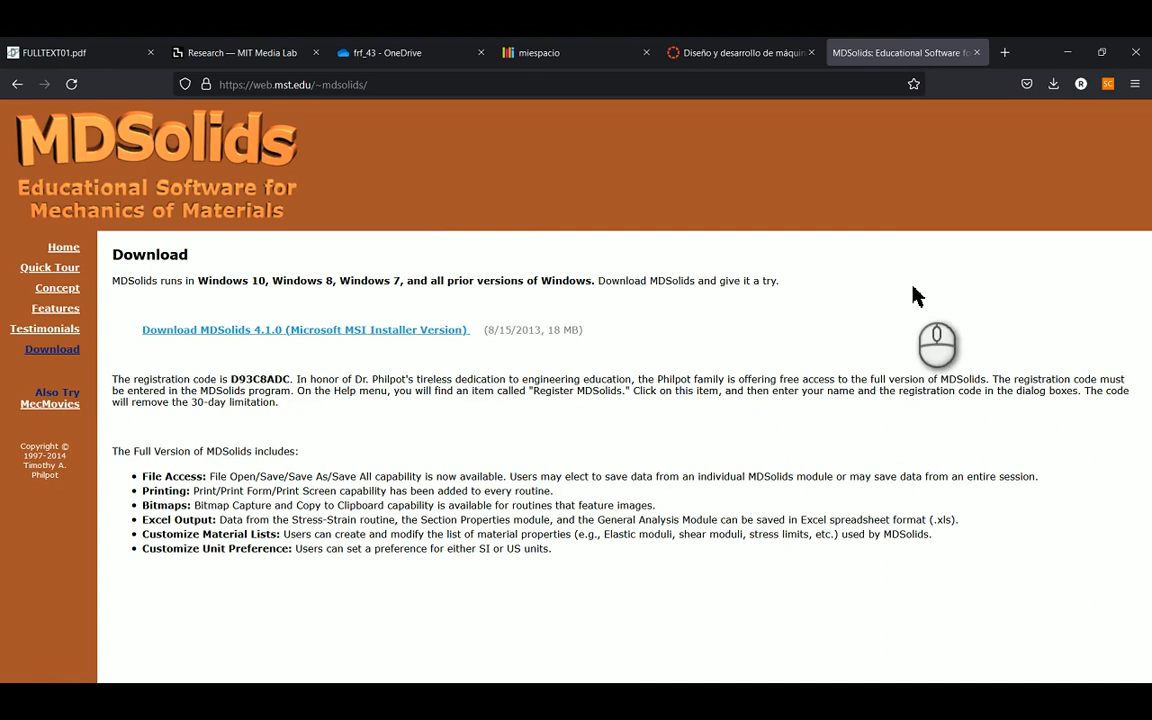 FULLTEXT01.pdf
Research — MIT Media Lab
frf_43 - OneDrive
miespacio
Diseño y desarrollo de máquin
MDSolids: Educational Software fo
https://web.mst.edu/~mdsolids/
SC
MDSolids
Educational Software for
Mechanics of Materials
Home
Quick Tour
Concept
Features
Testimonials
Download
Also Try
MecMovies
Copyright ©
1997-2014
Timothy A.
Philpot
Download
MDSolids runs in Windows 10, Windows 8, Windows 7, and all prior versions of Windows. Download MDSolids and give it a try.
Download MDSolids 4.1.0 (Microsoft MSI Installer Version) (8/15/2013, 18 MB)
The registration code is D93C8ADC. In honor of Dr. Philpot's tireless dedication to engineering education, the Philpot family is offering free access to the full version of MDSolids. The registration code must
be entered in the MDSolids program. On the Help menu, you will find an item called "Register MDSolids." Click on this item, and then enter your name and the registration code in the dialog boxes. The code
will remove the 30-day limitation.
The Full Version of MDSolids includes:
• File Access: File Open/Save/Save As/Save All capability is now available. Users may elect to save data from an individual MDSolids module or may save data from an entire session.
• Printing: Print/Print Form/Print Screen capability has been added to every routine.
• Bitmaps: Bitmap Capture and Copy to Clipboard capability is available for routines that feature images.
• Excel Output: Data from the Stress-Strain routine, the Section Properties module, and the General Analysis Module can be saved in Excel spreadsheet format (.xls).
• Customize Material Lists: Users can create and modify the list of material properties (e.g., Elastic moduli, shear moduli, stress limits, etc.) used by MDSolids.
• Customize Unit Preference: Users can set a preference for either SI or US units.